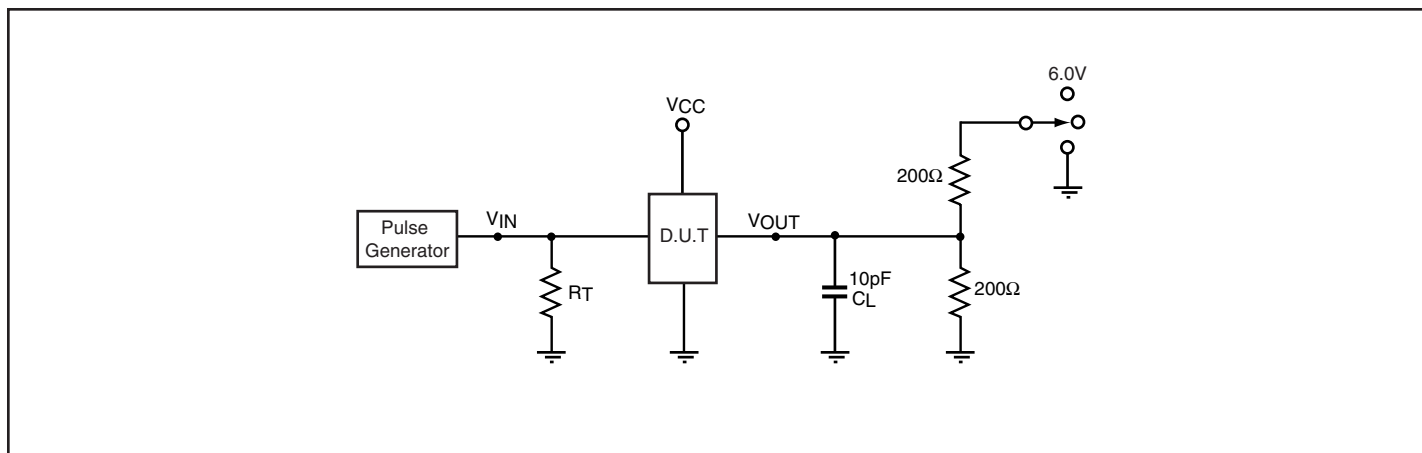 6.0V
VCC
200Ω
Pulse
Generator
VIN
D.U.T
VOUT
RT
10pF
CL
200Ω